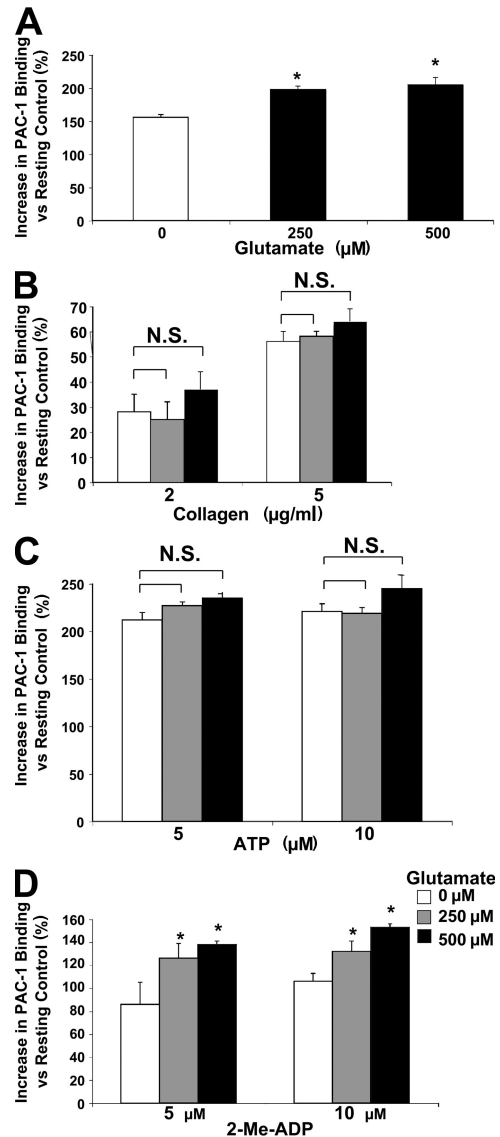 A
Increase in PAC-1 Binding
vs Resting Control (%)
250
200
150
100
50
0
*
*
0
250
500
Glutamate (µM)
B
Increase in PAC-1 Binding
vs Resting Control (%)
70
60
50
40
30
20
10
0
N.S.
N.S.
2
5
Collagen (µg/ml)
C
Increase in PAC-1 Binding
vs Resting Control (%)
250
200
150
100
50
0
N.S.
N.S.
5
10
ATP (µM)
D
Glutamate
0 µM
250 µM
500 µM
Increase in PAC-1 Binding
vs Resting Control (%)
160
140
120
100
80
60
40
20
0
*
*
*
*
5 µM
10 µM
2-Me-ADP